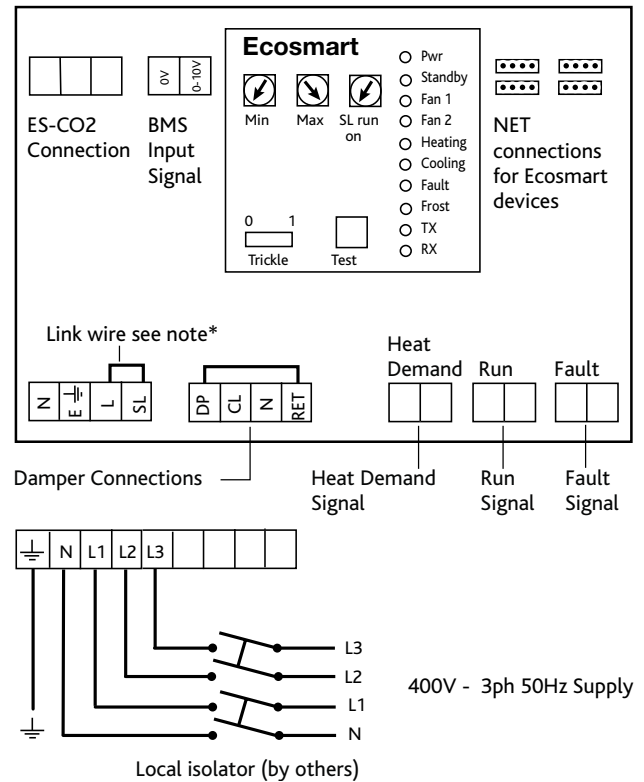 Ecosmart
Pwr
Standby
Fan 1
Fan 2
Heating
Cooling
Fault
Frost
TX
RX
Min
Max
SL run
on
0 1
Trickle
Test
0V
0-10V
ES-CO2
Connection
BMS
Input
Signal
NET
connections
for Ecosmart
devices
Link wire see note*
N
E
L
SL
DP
CL
N
RET
Heat
Demand
Run
Fault
Damper Connections
Heat Demand
Signal
Run
Signal
Fault
Signal
N L1 L2 L3
L3
L2
L1
N
400V - 3ph 50Hz Supply
Local isolator (by others)